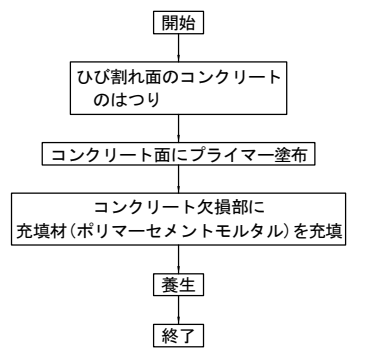 開始
ひび割れ面のコンクリート
のはつり
コンクリート面にプライマー塗布
コンクリート欠損部に
充填材(ポリマーセメントモルタル)を充填
養生
終了